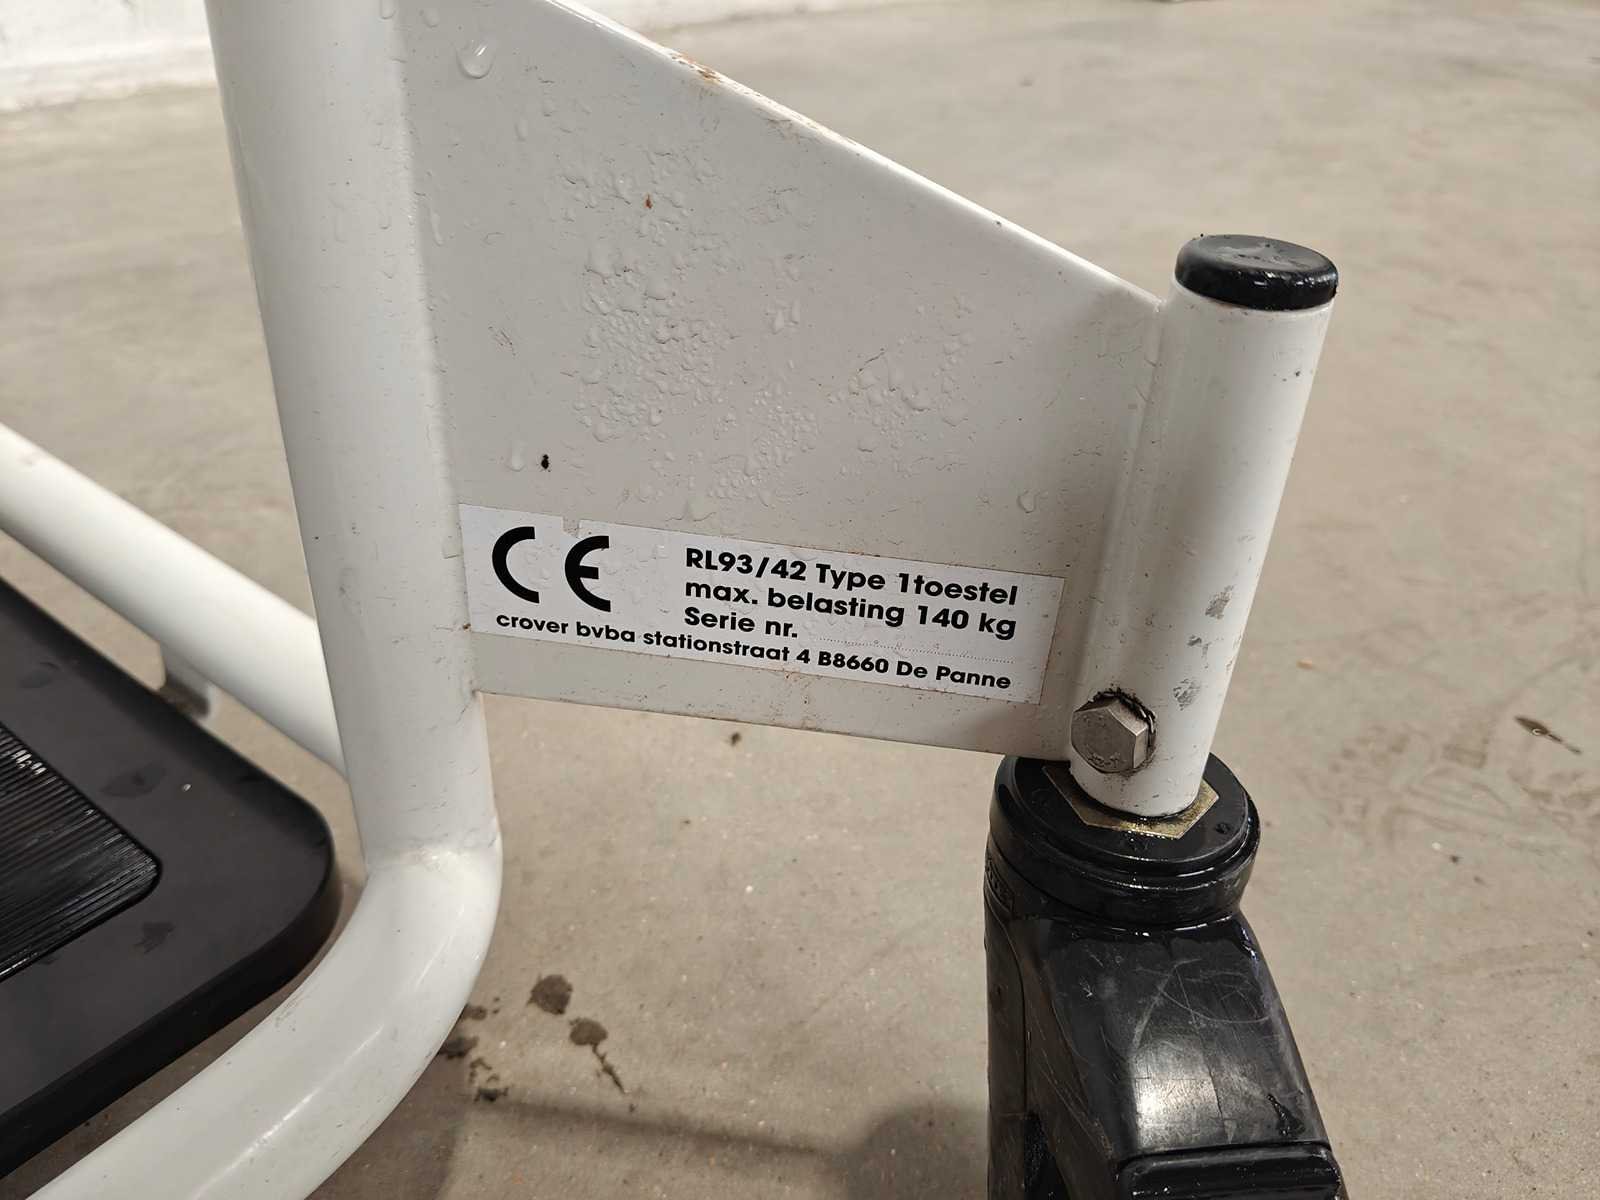 CE
RL93/42 Type 1toestel
max. belasting 140 kg
Serie nr. ........................................
crover bvba stationstraat 4 B8660 De Panne